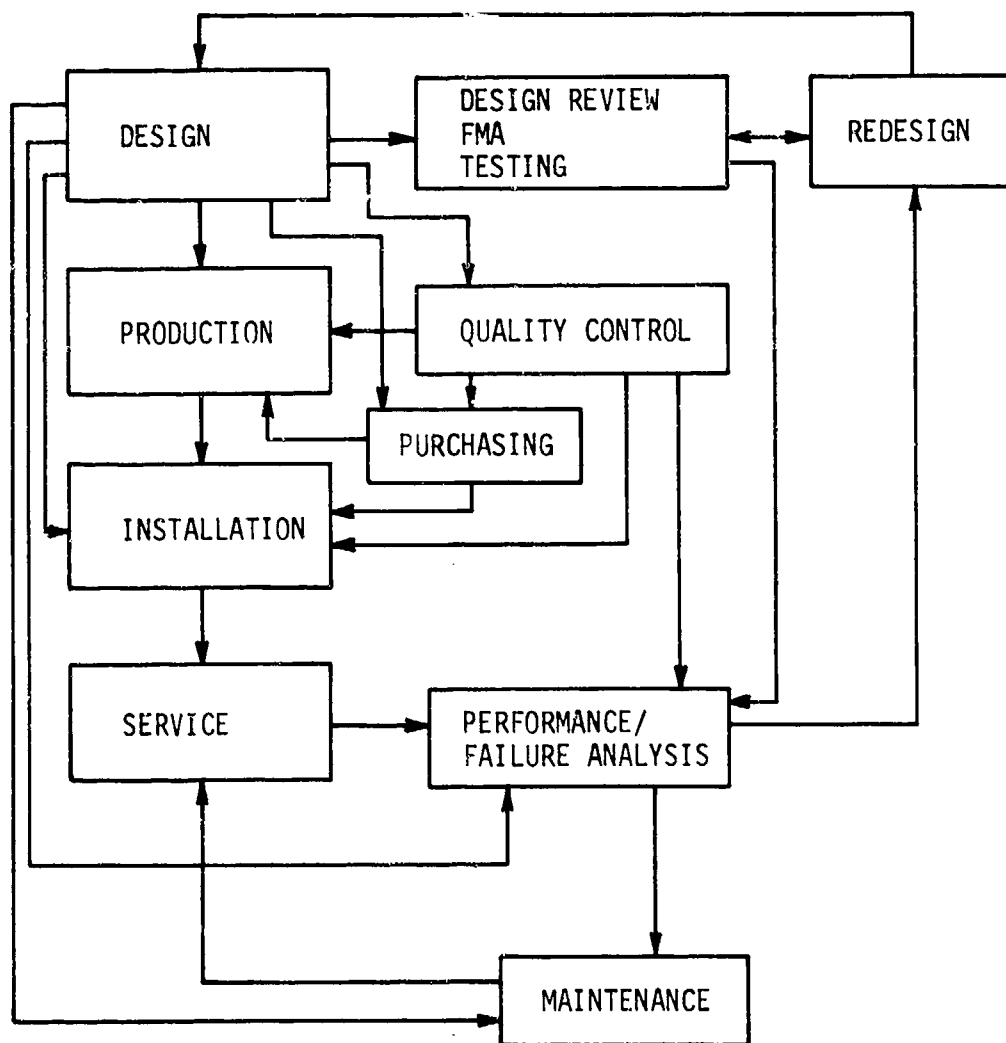 DESIGN
DESIGN REVIEW
FMA
TESTING
REDESIGN
PRODUCTION
QUALITY CONTROL
PURCHASING
INSTALLATION
SERVICE
PERFORMANCE/
FAILURE ANALYSIS
MAINTENANCE